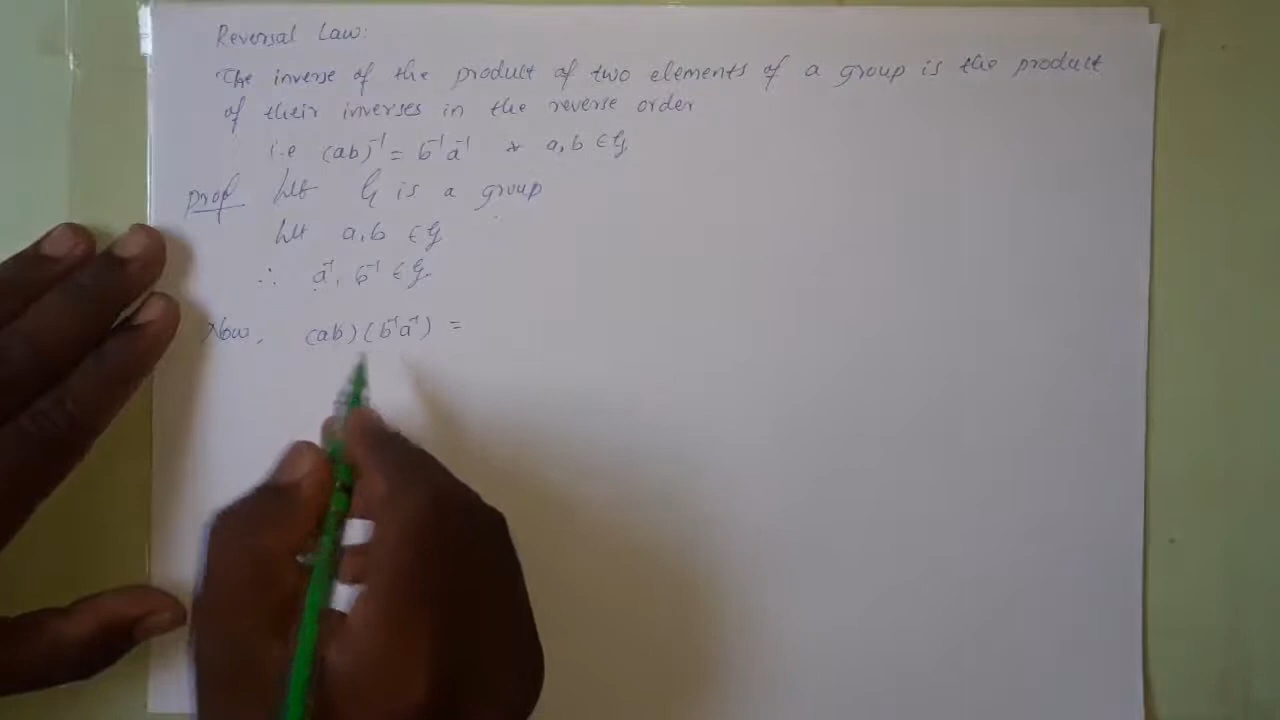 Reversal Law:
The inverse of the product of two elements of a group is the product
of their inverses in the reverse order
i.e (ab)⁻¹ = b⁻¹a⁻¹ ∀ a,b ∈ G
Proof Let G is a group
Let a,b ∈ G
∴ a⁻¹, b⁻¹ ∈ G.
Now, (ab)(b⁻¹a⁻¹) =